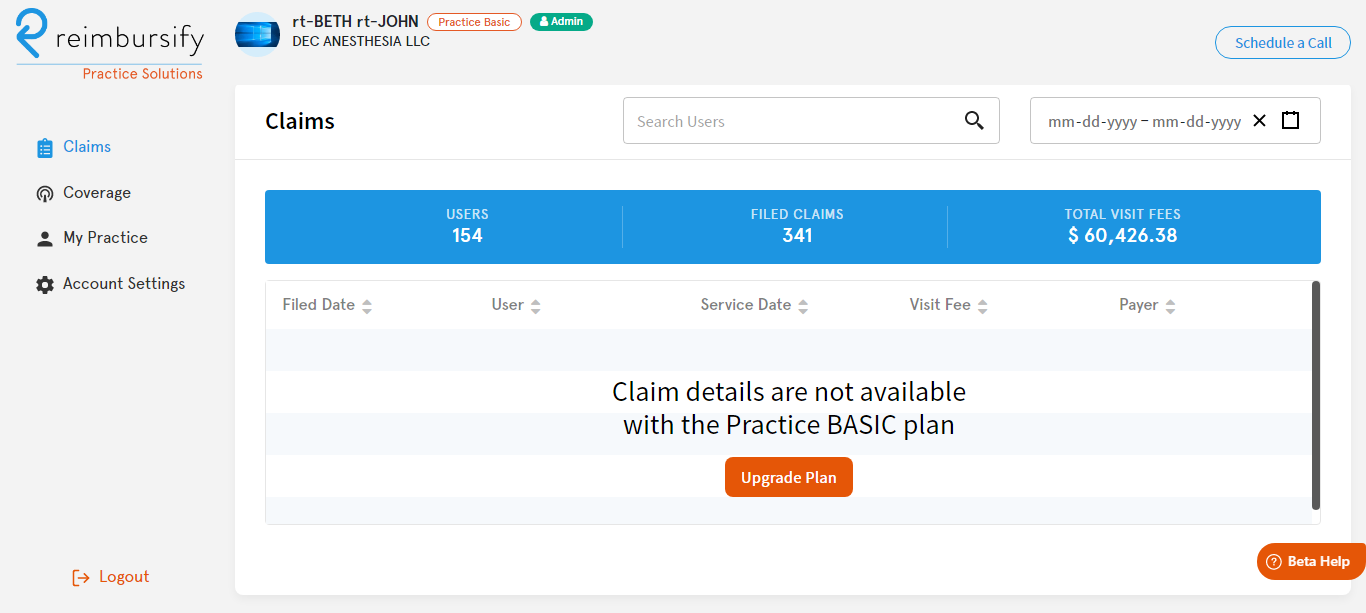 reimbursify
Practice Solutions
rt-BETH rt-JOHN Practice Basic Admin
DEC ANESTHESIA LLC
Schedule a Call
Claims
Coverage
My Practice
Account Settings
Logout
Claims
Search Users
mm-dd-yyyy – mm-dd-yyyy
USERS
154
FILED CLAIMS
341
TOTAL VISIT FEES
$ 60,426.38
Filed Date User Service Date Visit Fee Payer
Claim details are not available
with the Practice BASIC plan
Upgrade Plan
? Beta Help